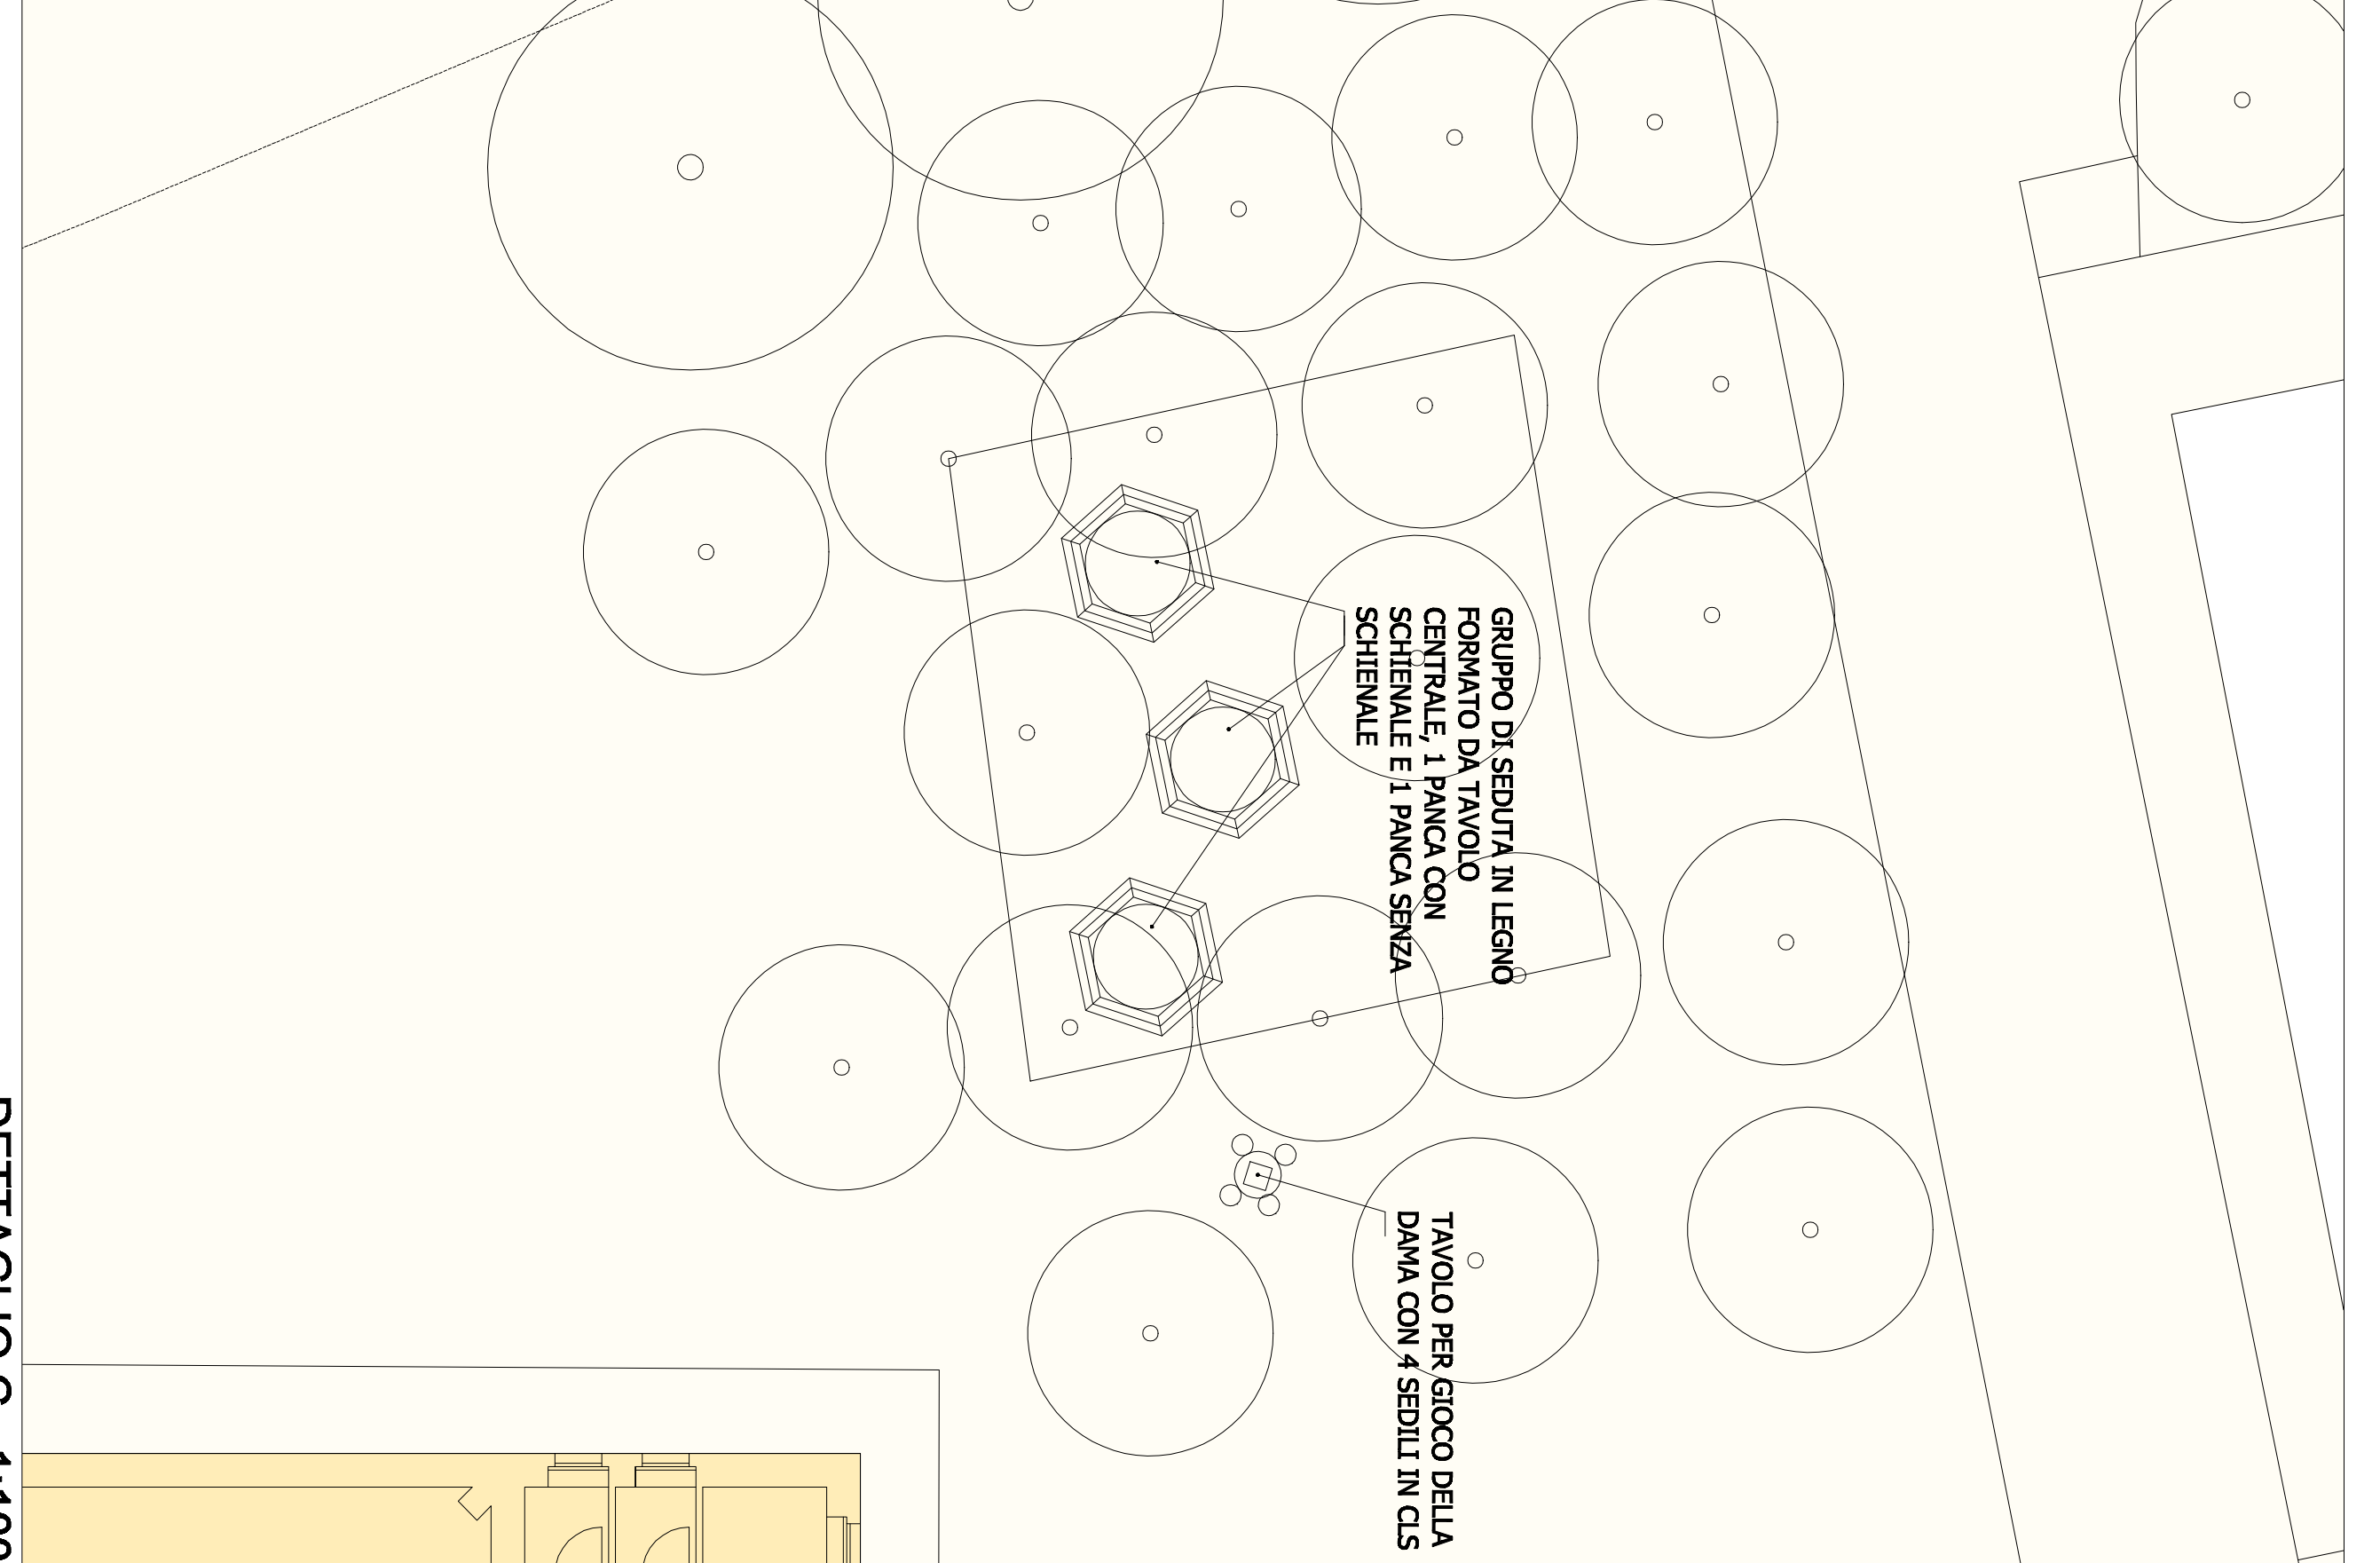 GRUPPO DI SEDUTA IN LEGNO
FORMATO DA TAVOLO
CENTRALE, 1 PANCA CON
SCHIENALE E 1 PANCA SENZA
SCHIENALE
TAVOLO PER GIOCO DELLA
DAMA CON 4 SEDILI IN CLS